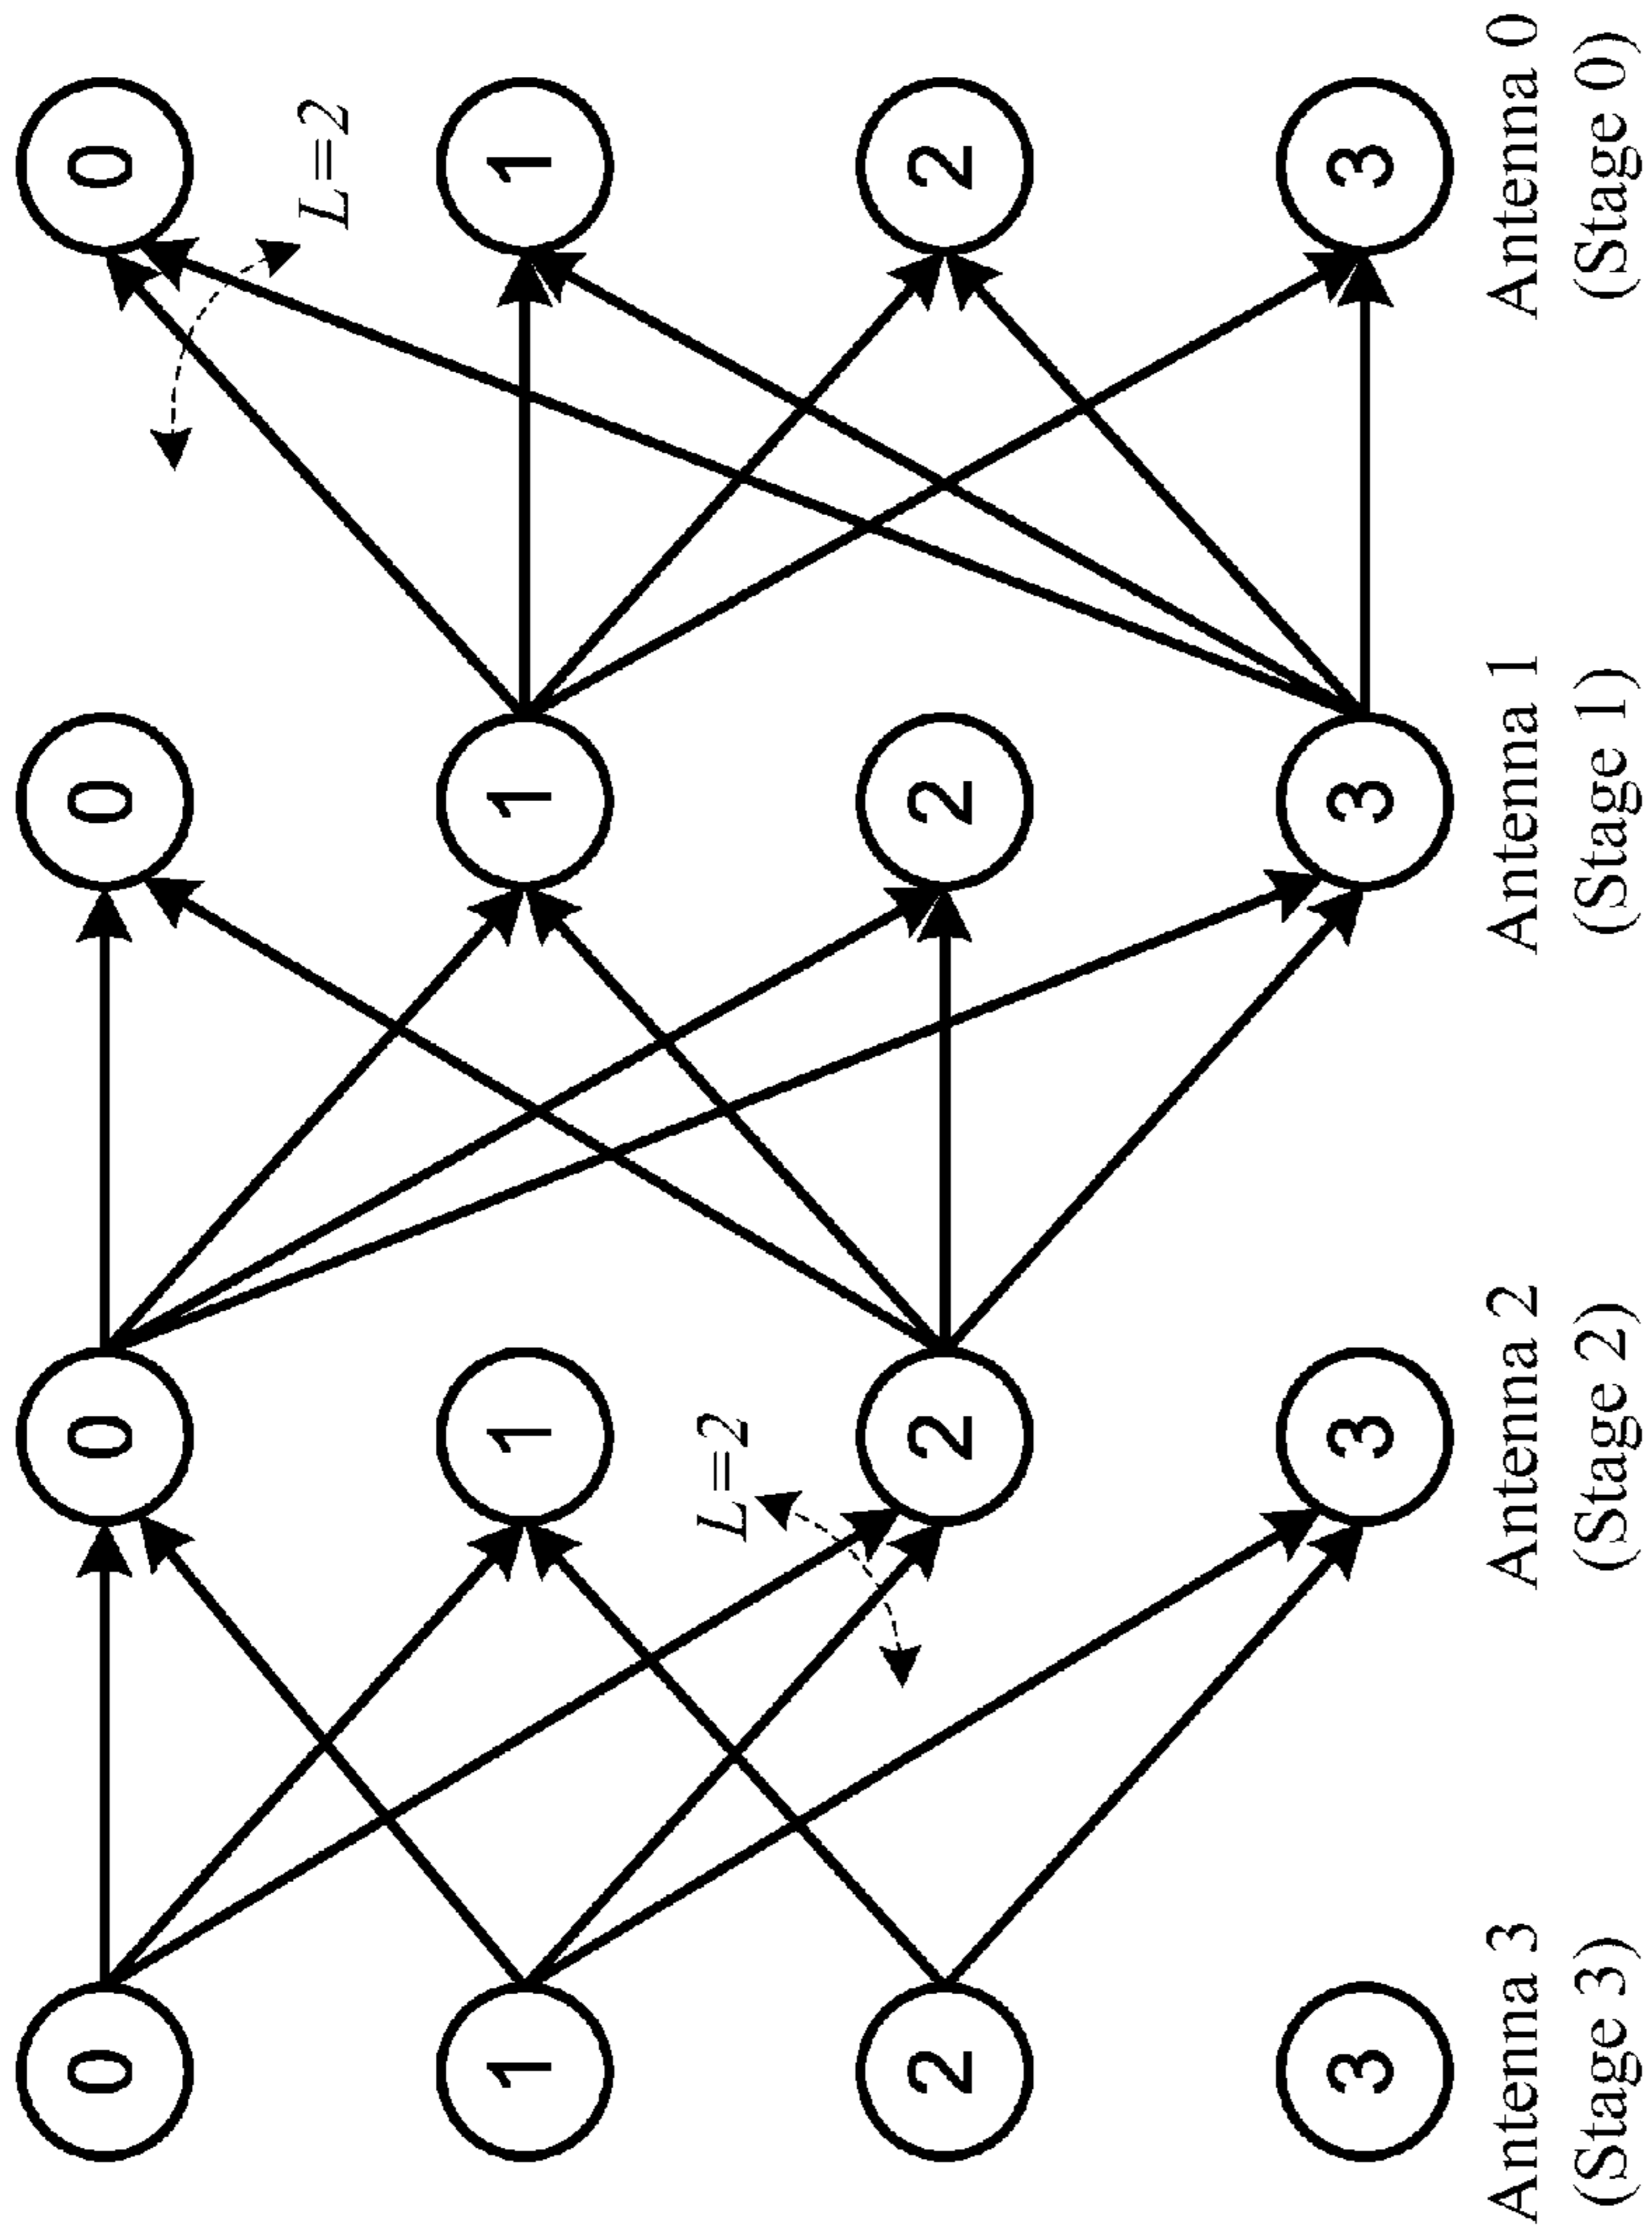 0 0 0 0
L=2
1 1 1 1
L=2
2 2 2 2
3 3 3 3
Antenna 3 Antenna 2 Antenna 1 Antenna 0
(Stage 3) (Stage 2) (Stage 1) (Stage 0)